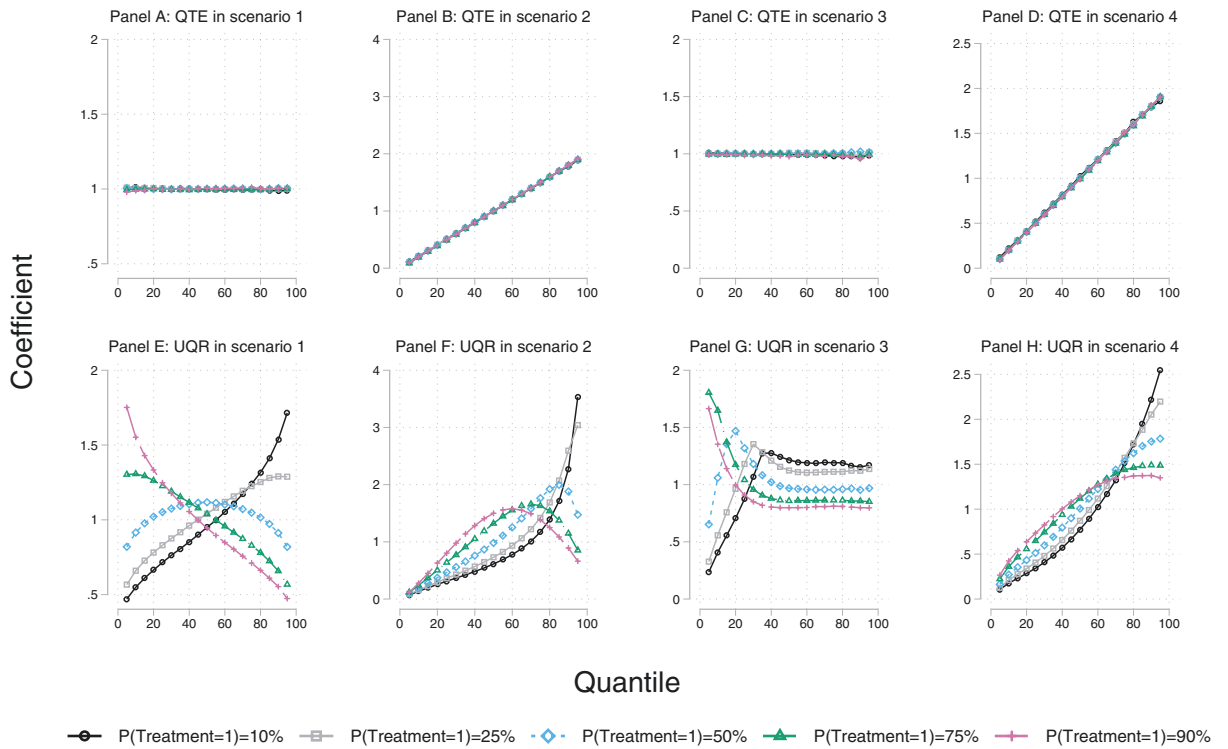 Panel A: QTE in scenario 1
Panel B: QTE in scenario 2
Panel C: QTE in scenario 3
Panel D: QTE in scenario 4
2
1.5
1
.5
0 20 40 60 80 100
4
3
2
1
0
0 20 40 60 80 100
2
1.5
1
.5
0
0 20 40 60 80 100
2.5
2
1.5
1
.5
0
0 20 40 60 80 100
Coefficient
Panel E: UQR in scenario 1
Panel F: UQR in scenario 2
Panel G: UQR in scenario 3
Panel H: UQR in scenario 4
2
1.5
1
.5
0 20 40 60 80 100
4
3
2
1
0
0 20 40 60 80 100
2
1.5
1
.5
0
0 20 40 60 80 100
2.5
2
1.5
1
.5
0
0 20 40 60 80 100
Quantile
P(Treatment=1)=10%
P(Treatment=1)=25%
P(Treatment=1)=50%
P(Treatment=1)=75%
P(Treatment=1)=90%